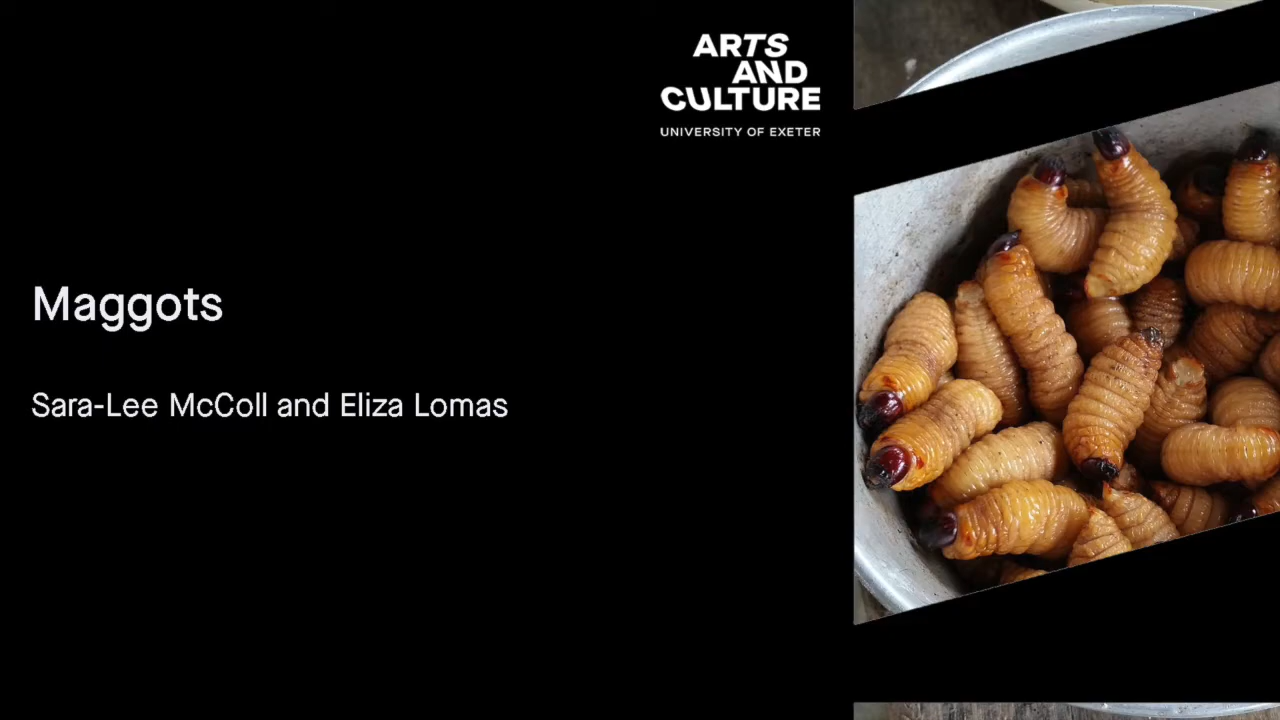 ARTS
AND
CULTURE
UNIVERSITY OF EXETER
Maggots
Sara-Lee McColl and Eliza Lomas